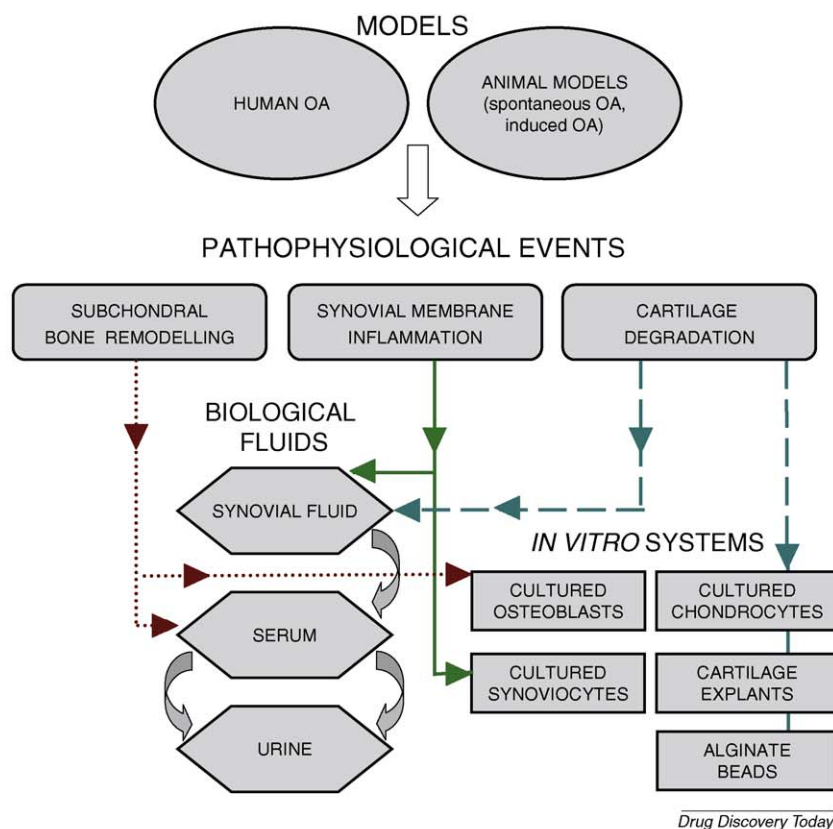 MODELS
HUMAN OA
ANIMAL MODELS
(spontaneous OA,
induced OA)
PATHOPHYSIOLOGICAL EVENTS
SUBCHONDRAL
BONE REMODELLING
SYNOVIAL MEMBRANE
INFLAMMATION
CARTILAGE
DEGRADATION
BIOLOGICAL
FLUIDS
SYNOVIAL FLUID
SERUM
URINE
IN VITRO SYSTEMS
CULTURED
OSTEOBLASTS
CULTURED
CHONDROCYTES
CULTURED
SYNOVIOCYTES
CARTILAGE
EXPLANTS
ALGINATE
BEADS
Drug Discovery Today